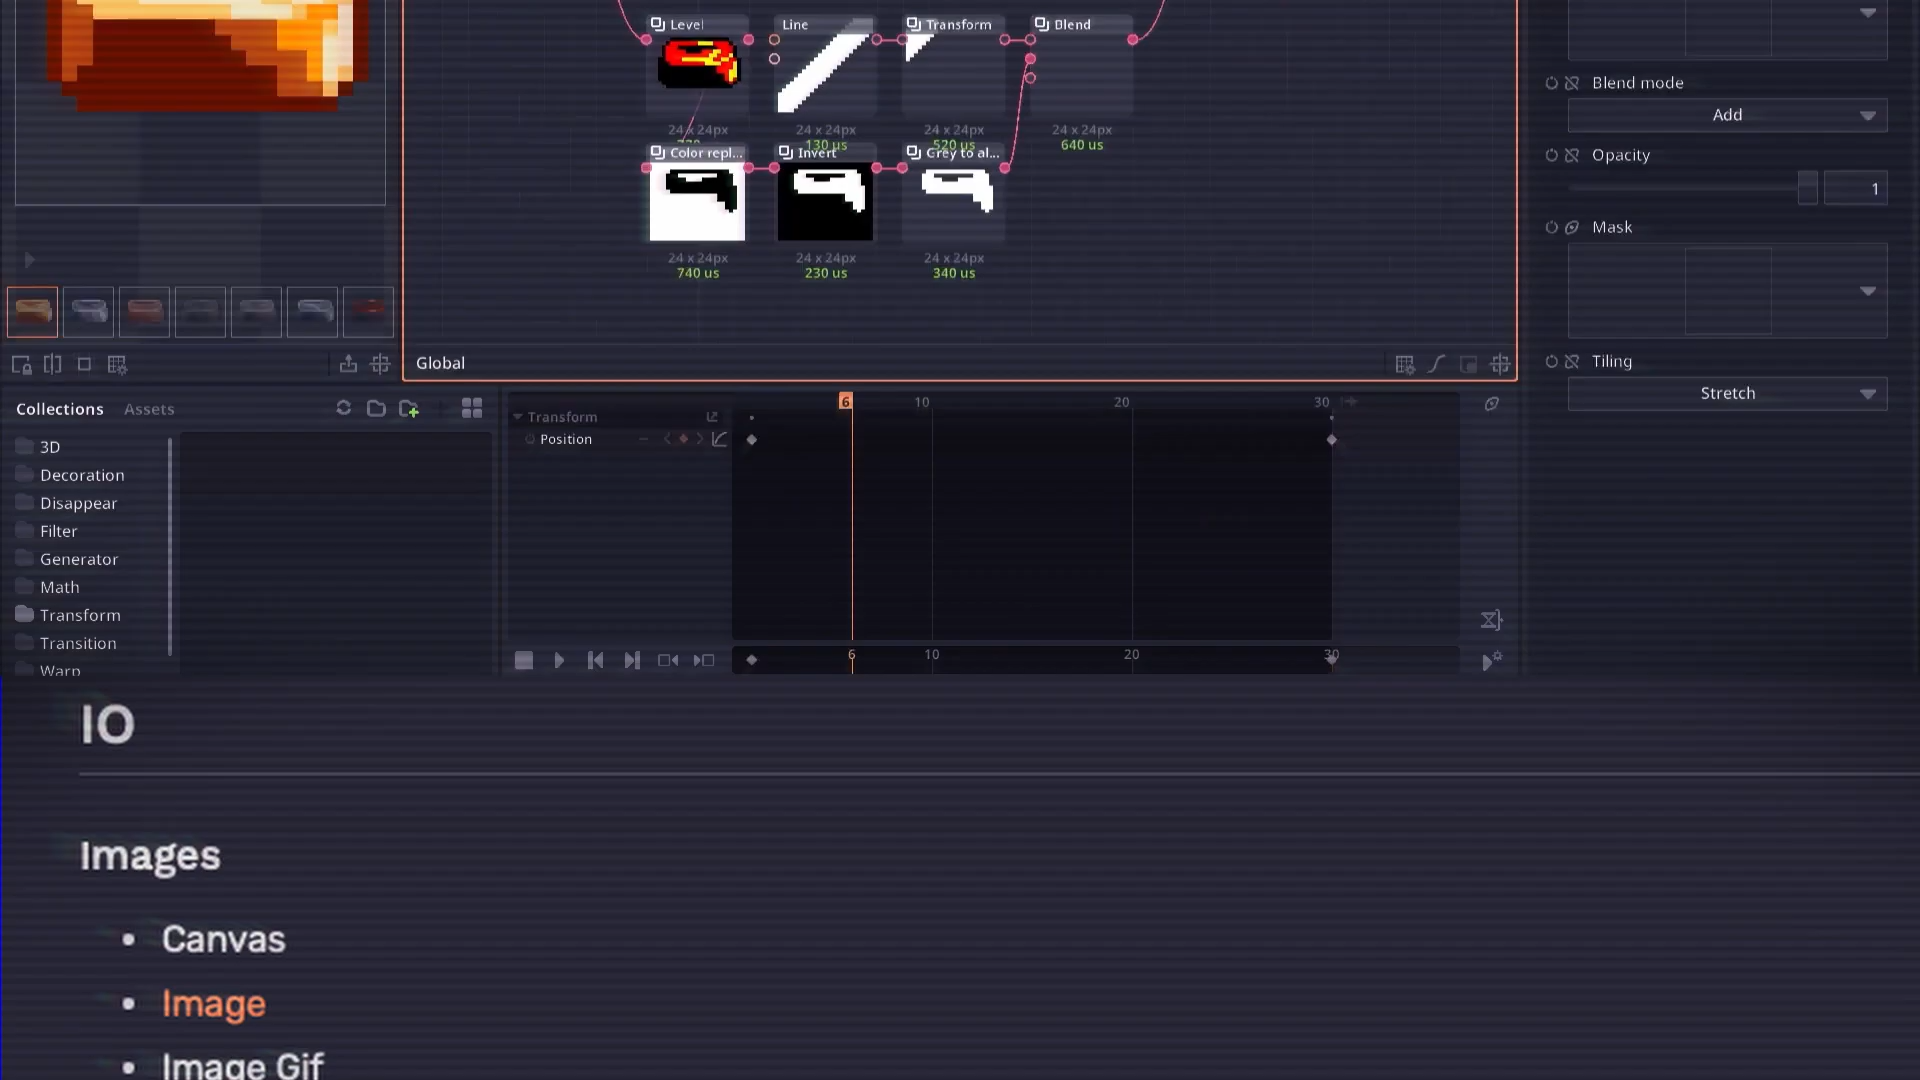 Level
Line
Transform
Blend
24 x 24px
24 x 24px
24 x 24px
24 x 24px
130 us
520 us
640 us
Color repl...
Invert
Grey to al...
24 x 24px
24 x 24px
24 x 24px
740 us
230 us
340 us
Global
Blend mode
Add
Opacity
1
Mask
Tiling
Stretch
Collections
Assets
3D
Decoration
Disappear
Filter
Generator
Math
Transform
Transition
Warp
6
10
20
30
Transform
Position
6
10
20
30
IO
Images
• Canvas
• Image
• Image Gif